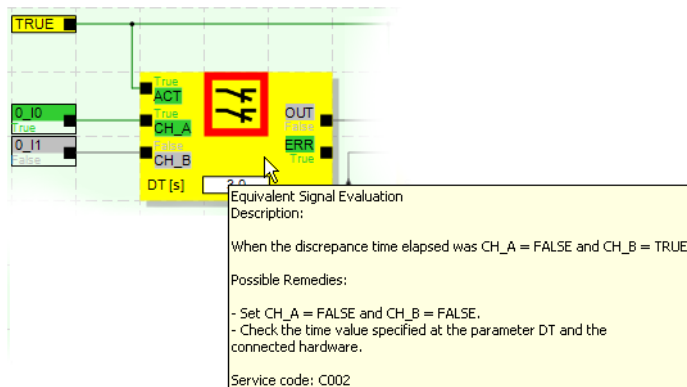 TRUE
True
ACT
0_I0
True
True
CH_A
OUT
False
0_I1
False
False
CH_B
ERR
True
DT [s]
3.0
Equivalent Signal Evaluation
Description:
When the discrepance time elapsed was CH_A = FALSE and CH_B = TRUE
Possible Remedies:
- Set CH_A = FALSE and CH_B = FALSE.
- Check the time value specified at the parameter DT and the
connected hardware.
Service code: C002